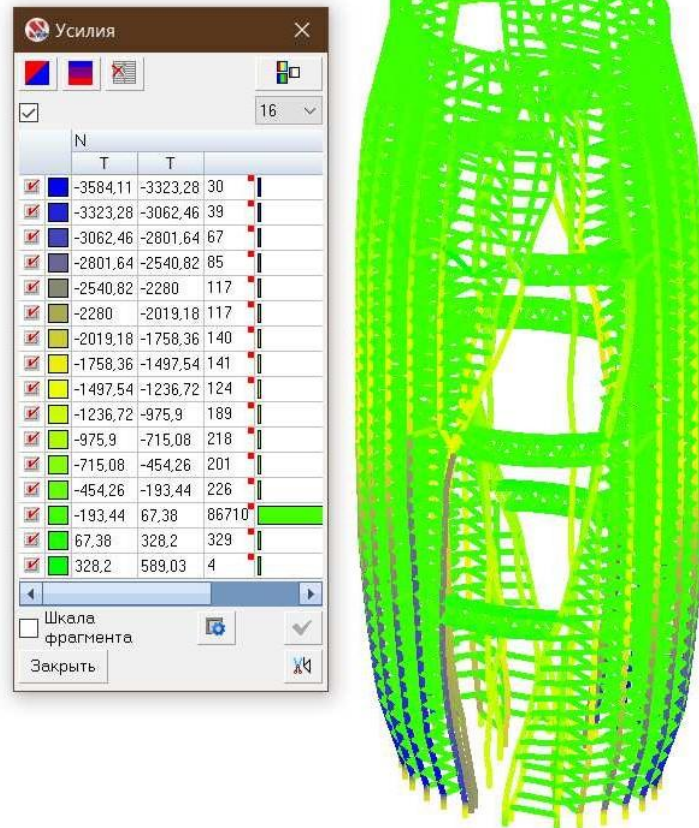 Усилия
16
N
Т Т
-3584,11 -3323,28 30
-3323,28 -3062,46 39
-3062,46 -2801,64 67
-2801,64 -2540,82 85
-2540,82 -2280 117
-2280 -2019,18 117
-2019,18 -1758,36 140
-1758,36 -1497,54 141
-1497,54 -1236,72 124
-1236,72 -975,9 189
-975,9 -715,08 218
-715,08 -454,26 201
-454,26 -193,44 226
-193,44 67,38 86710
67,38 328,2 329
328,2 589,03 4
Шкала
фрагмента
Закрыть